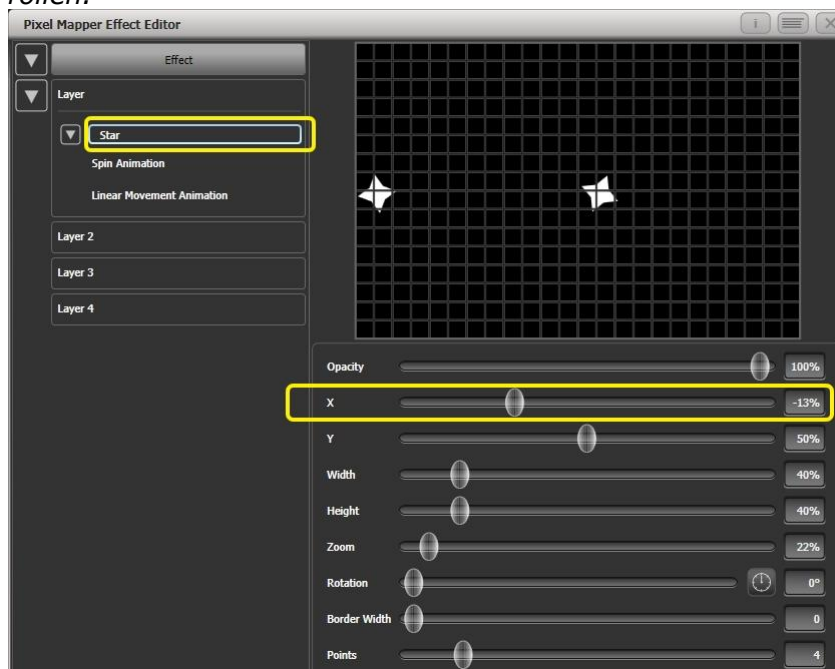 rollen.
Pixel Mapper Effect Editor
i
Effect
Layer
Star
Spin Animation
Linear Movement Animation
Layer 2
Layer 3
Layer 4
Opacity 100%
X -13%
Y 50%
Width 40%
Height 40%
Zoom 22%
Rotation 0°
Border Width 0
Points 4